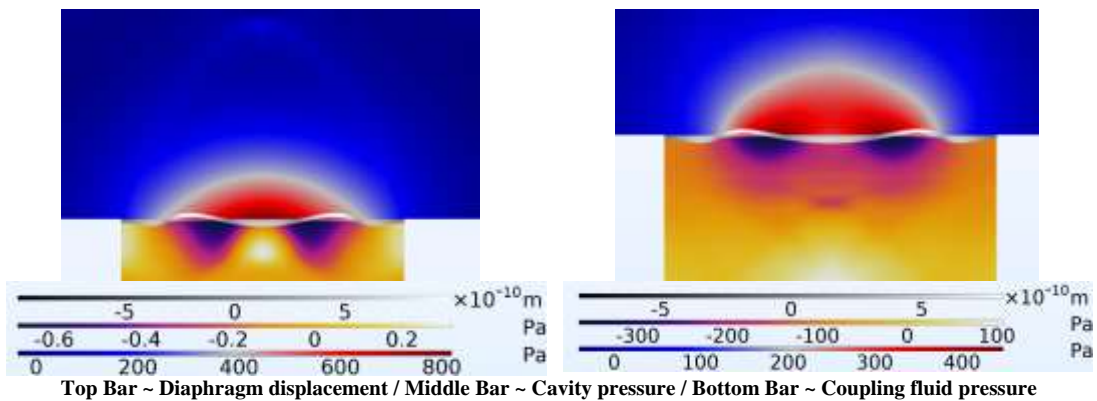 -5 0 5 ×10⁻¹⁰m
-0.6 -0.4 -0.2 0 0.2 Pa
0 200 400 600 800 Pa
-5 0 5 ×10⁻¹⁰m
-300 -200 -100 0 100 Pa
0 100 200 300 400 Pa
Top Bar ~ Diaphragm displacement / Middle Bar ~ Cavity pressure / Bottom Bar ~ Coupling fluid pressure